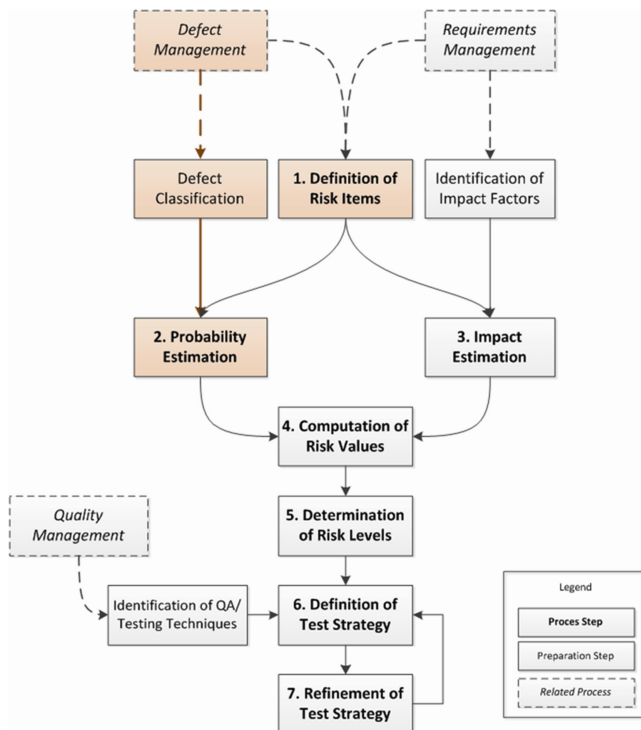 Defect
Management
Requirements
Management
Defect
Classification
1. Definition of
Risk Items
Identification of
Impact Factors
2. Probability
Estimation
3. Impact
Estimation
4. Computation of
Risk Values
5. Determination
of Risk Levels
Quality
Management
Identification of QA/
Testing Techniques
6. Definition of
Test Strategy
7. Refinement of
Test Strategy
Legend
Proces Step
Preparation Step
Related Process